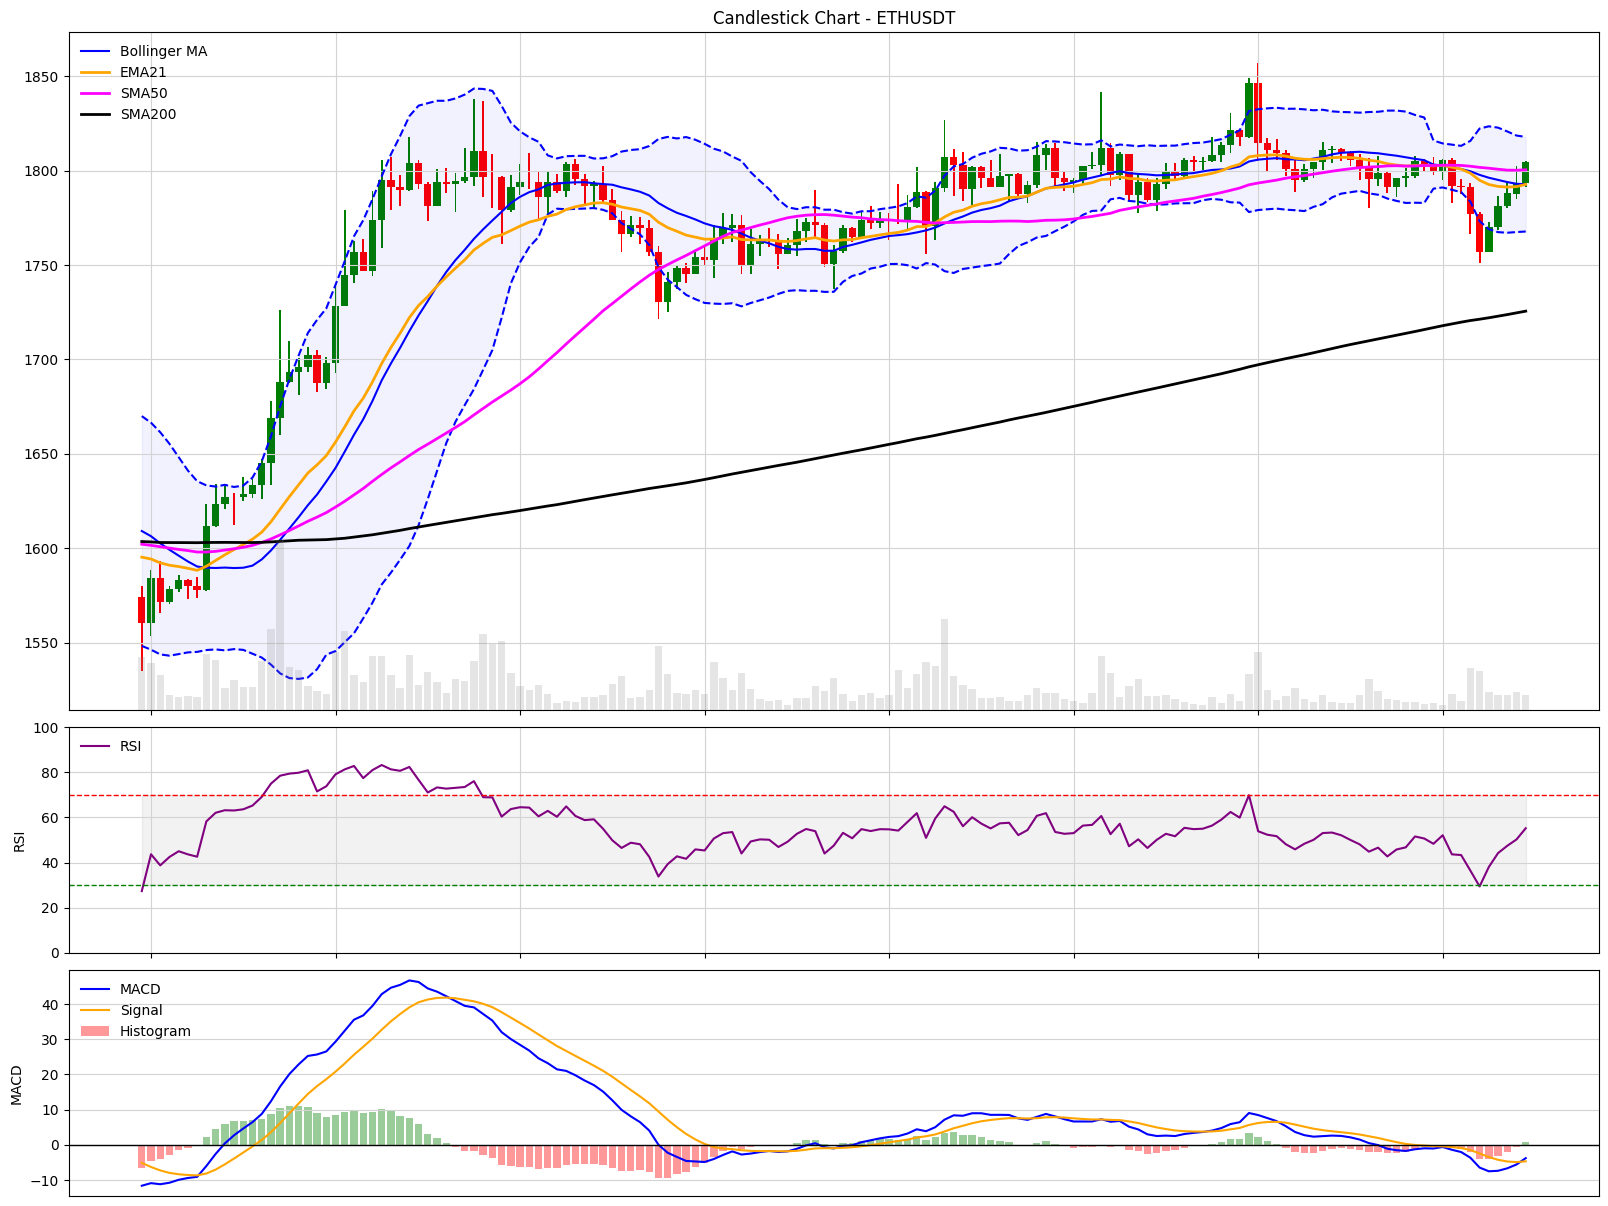 Candlestick Chart - ETHUSDT
Bollinger MA
EMA21
SMA50
SMA200
1850
1800
1750
1700
1650
1600
1550
RSI
100
80
60
40
20
0
RSI
MACD
Signal
Histogram
40
30
20
10
0
−10
MACD